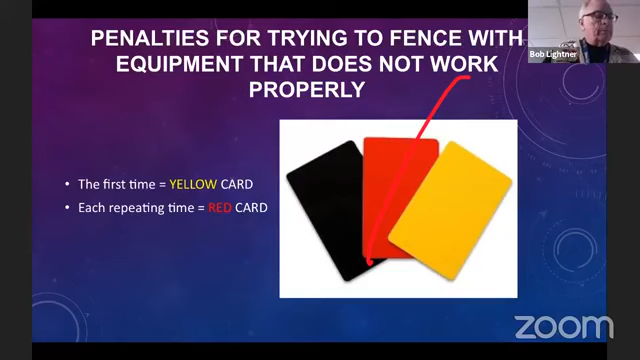 PENALTIES FOR TRYING TO FENCE WITH
EQUIPMENT THAT DOES NOT WORK
PROPERLY
Bob Lightner
• The first time = YELLOW CARD
• Each repeating time = RED CARD
zoom